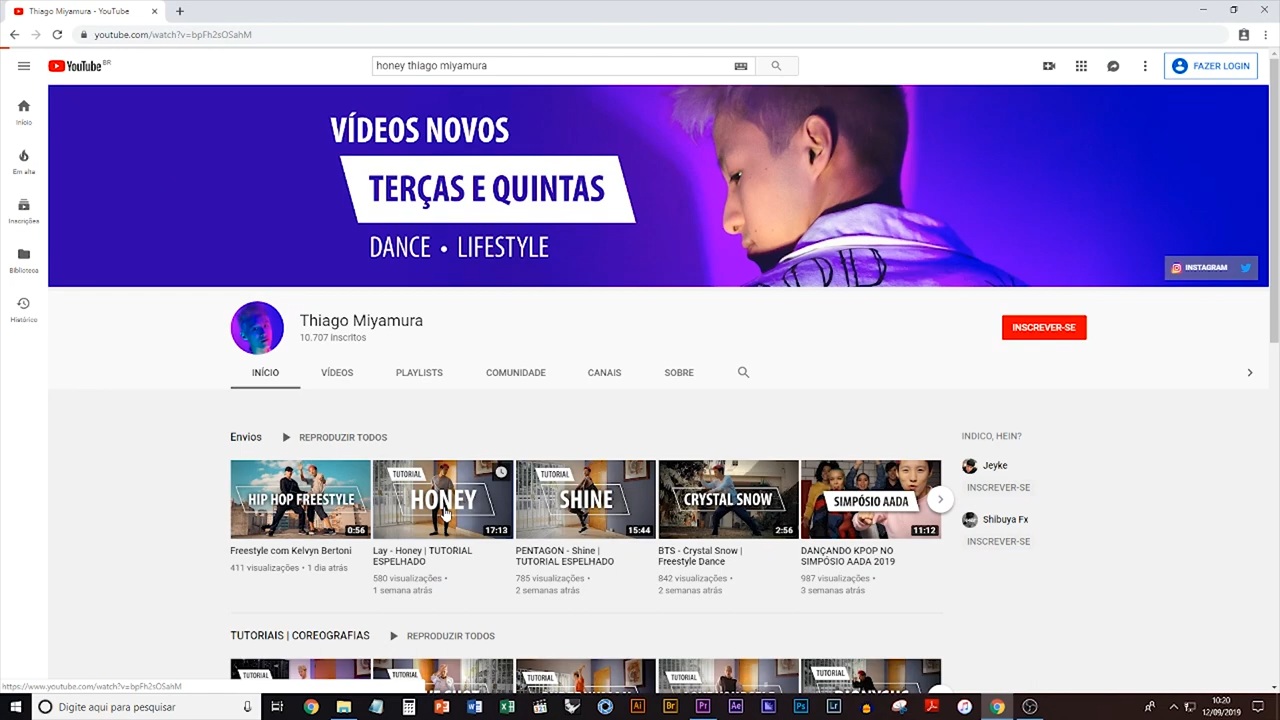 Thiago Miyamura - YouTube
youtube.com/watch?v=bpFh2sOSahM
YouTube BR
honey thiago miyamura
FAZER LOGIN
Início
Em alta
Inscrições
Biblioteca
Histórico
VÍDEOS NOVOS
TERÇAS E QUINTAS
DANCE • LIFESTYLE
INSTAGRAM
Thiago Miyamura
10.707 inscritos
INSCREVER-SE
INÍCIO
VÍDEOS
PLAYLISTS
COMUNIDADE
CANAIS
SOBRE
Envios
REPRODUZIR TODOS
HIP HOP FREESTYLE
0:56
Freestyle com Kelvyn Bertoni
411 visualizações • 1 dia atrás
TUTORIAL
HONEY
17:13
Lay - Honey | TUTORIAL
ESPELHADO
580 visualizações •
1 semana atrás
TUTORIAL
SHINE
15:44
PENTAGON - Shine |
TUTORIAL ESPELHADO
785 visualizações •
2 semanas atrás
CRYSTAL SNOW
2:56
BTS - Crystal Snow |
Freestyle Dance
842 visualizações •
2 semanas atrás
SIMPÓSIO AADA
11:12
DANÇANDO KPOP NO
SIMPÓSIO AADA 2019
987 visualizações •
3 semanas atrás
INDICO, HEIN?
Jeyke
INSCREVER-SE
Shibuya Fx
INSCREVER-SE
TUTORIAIS | COREOGRAFIAS
REPRODUZIR TODOS
TUTORIAL
TUTORIAL
TUTORIAL
TUTORIAL
TUTORIAL
https://www.youtube.com/watch?v=bpFh2sOSahM
Digite aqui para pesquisar
Ai
Br
Pr
Ae
Au
Ps
Lr
10:20
12/09/2019